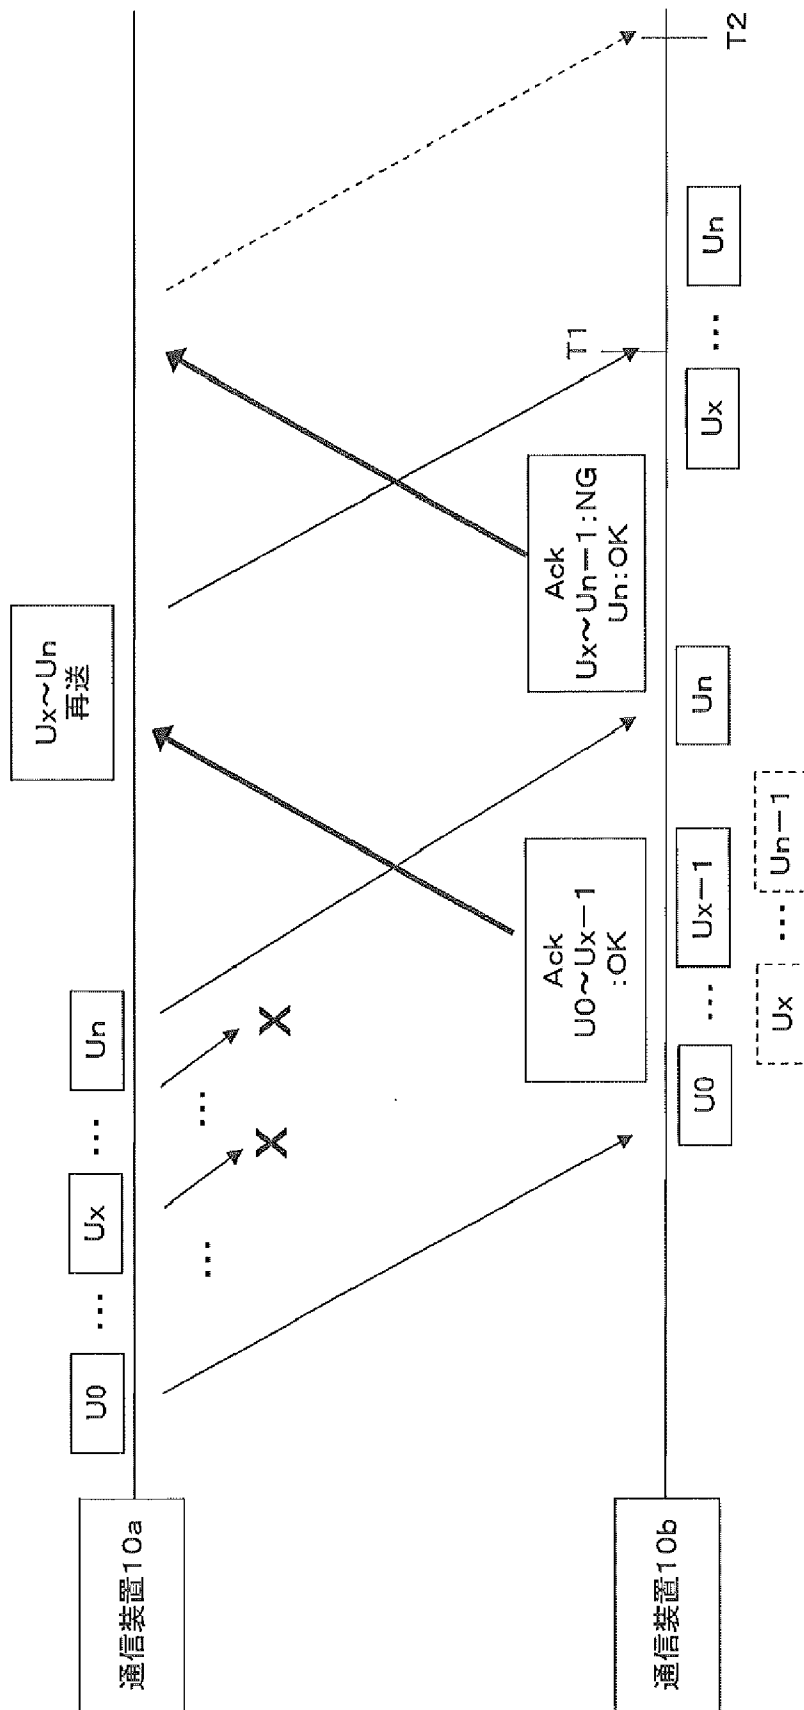 通信装置10a
U0
…
Ux
…
Un
Ux～Un
再送
…
…
X
X
Ack
U0～Ux－1
:OK
Ack
Ux～Un－1:NG
Un:OK
T1
T2
通信装置10b
U0
…
Ux－1
Un
Ux
…
Un
Ux
…
Un－1